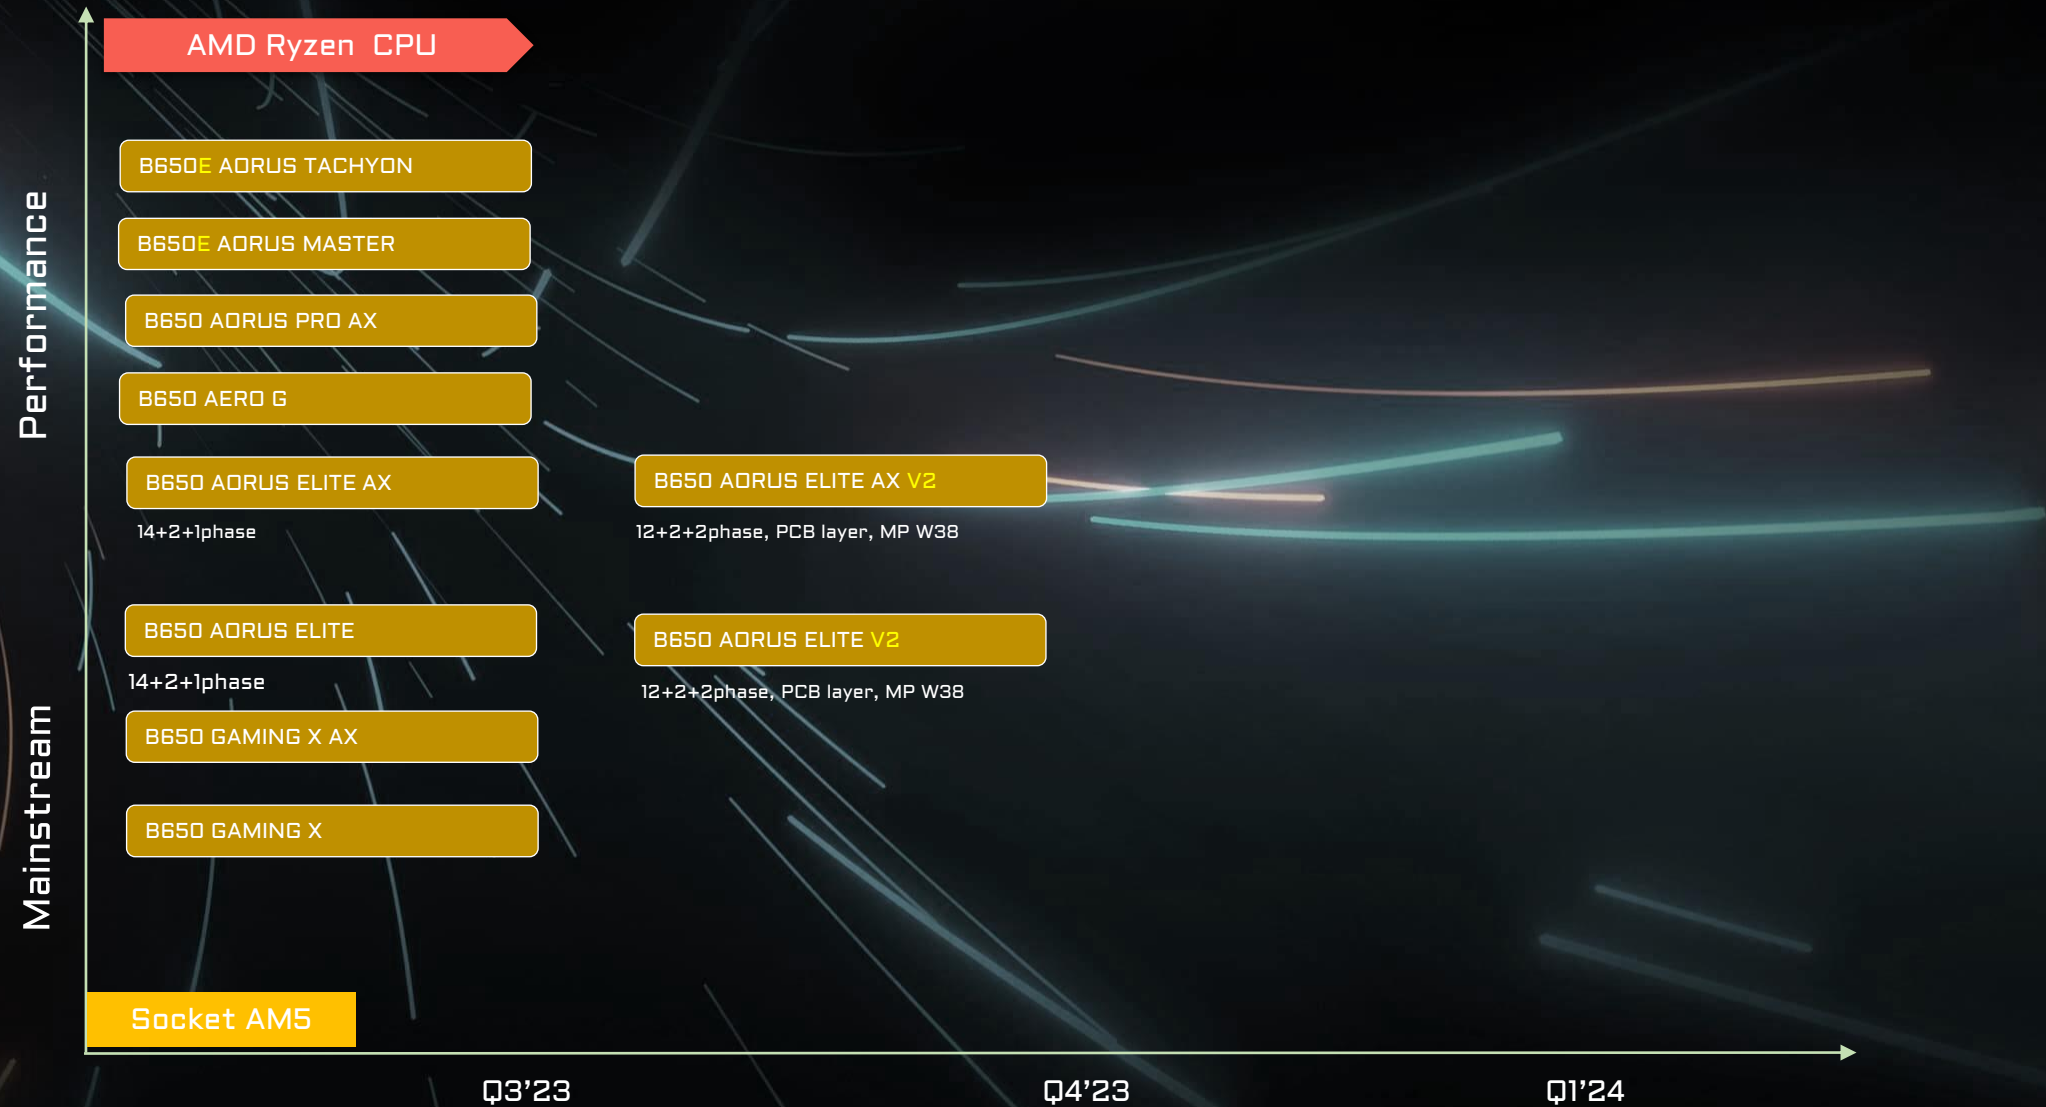 AMD Ryzen  CPU
Performance
B650E AORUS TACHYON
B650E AORUS MASTER
B650 AORUS PRO AX
B650 AERO G
B650 AORUS ELITE AX
14+2+1phase
B650 AORUS ELITE AX V2
12+2+2phase, PCB layer, MP W38
Mainstream
B650 AORUS ELITE
14+2+1phase
B650 AORUS ELITE V2
12+2+2phase, PCB layer, MP W38
B650 GAMING X AX
B650 GAMING X
Socket AM5
Q3’23
Q4’23
Q1’24